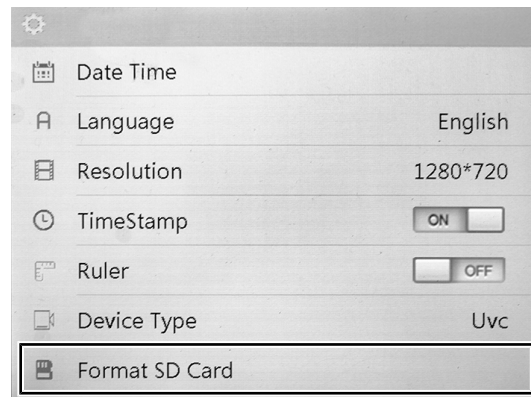 Date Time
Language English
Resolution 1280*720
TimeStamp ON
Ruler OFF
Device Type Uvc
Format SD Card